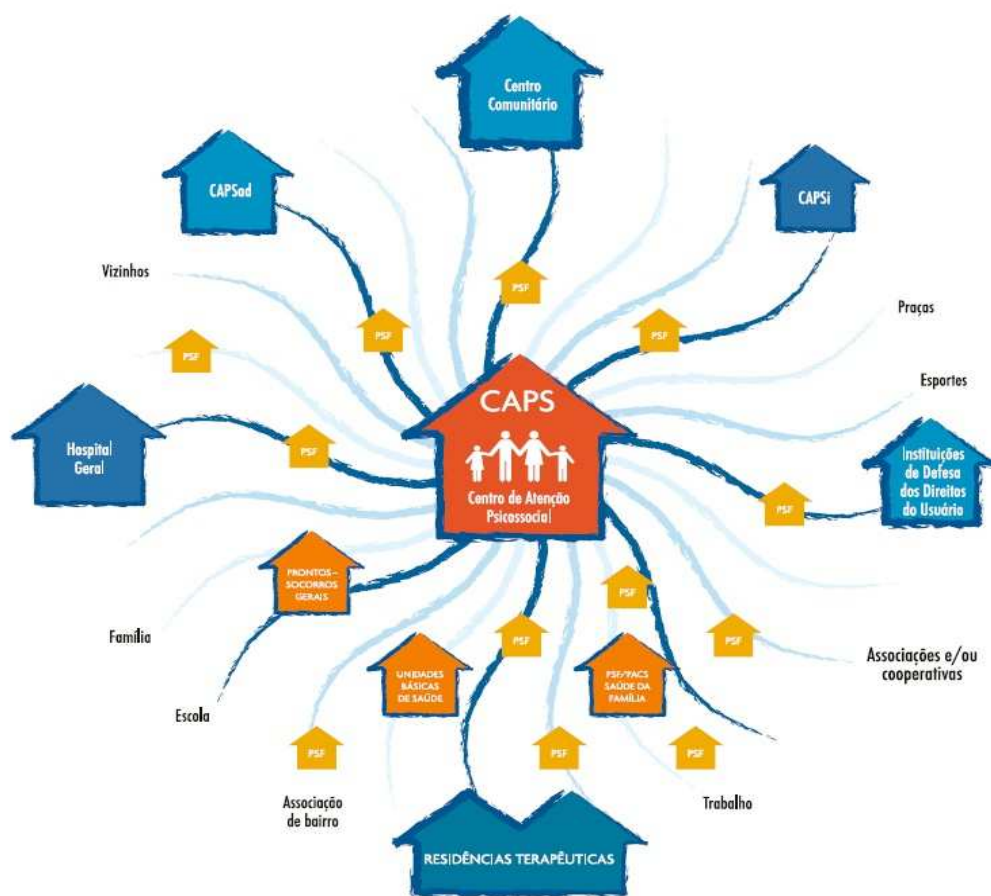 Centro
Comunitário
CAPSad
CAPSi
Vizinhos
PSF
PSF
PSF
Praças
PSF
Esportes
CAPS
Centro de Atenção
Psicossocial
Hospital
Geral
PSF
Instituições
de Defesa
dos Direitos
do Usuário
PSF
PRONTOS-
SOCORROS
GERAIS
PSF
Família
PSF
PSF
Associações e/ou
cooperativas
UNIDADES
BÁSICAS
DE SAÚDE
PSF/PACS
SAÚDE DA
FAMÍLIA
Escola
PSF
PSF
PSF
Associação
de bairro
Trabalho
RESIDÊNCIAS TERAPÊUTICAS